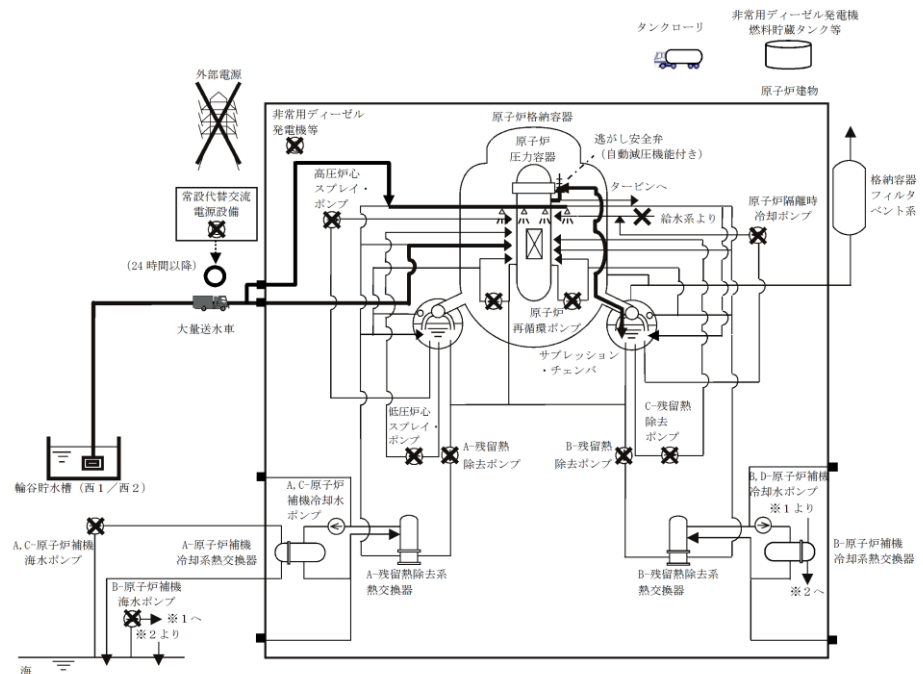 タンクローリ
非常用ディーゼル発電機
燃料貯蔵タンク等
外部電源
原子炉建物
非常用ディーゼル
発電機等
原子炉格納容器
原子炉
圧力容器
逃がし安全弁
(自動減圧機能付き)
高圧炉心
スプレイ・
ポンプ
タービンへ
給水系より
原子炉隔離時
冷却ポンプ
格納容器
フィルタ
ベント系
常設代替交流
電源設備
(24時間以降)
大量送水車
原子炉
再循環ポンプ
サプレッション
・チェンバ
低圧炉心
スプレイ・
ポンプ
A-残留熱
除去ポンプ
B-残留熱
除去ポンプ
C-残留熱
除去
ポンプ
輪谷貯水槽(西1/西2)
A,C-原子炉
補機冷却水
ポンプ
B,D-原子炉補機
冷却水ポンプ
※1より
A,C-原子炉補機
海水ポンプ
A-原子炉補機
冷却系熱交換器
A-残留熱除去系
熱交換器
B-残留熱除去系
熱交換器
B-原子炉補機
冷却系熱交換器
※2へ
B-原子炉補機
海水ポンプ
※1へ
※2より
海